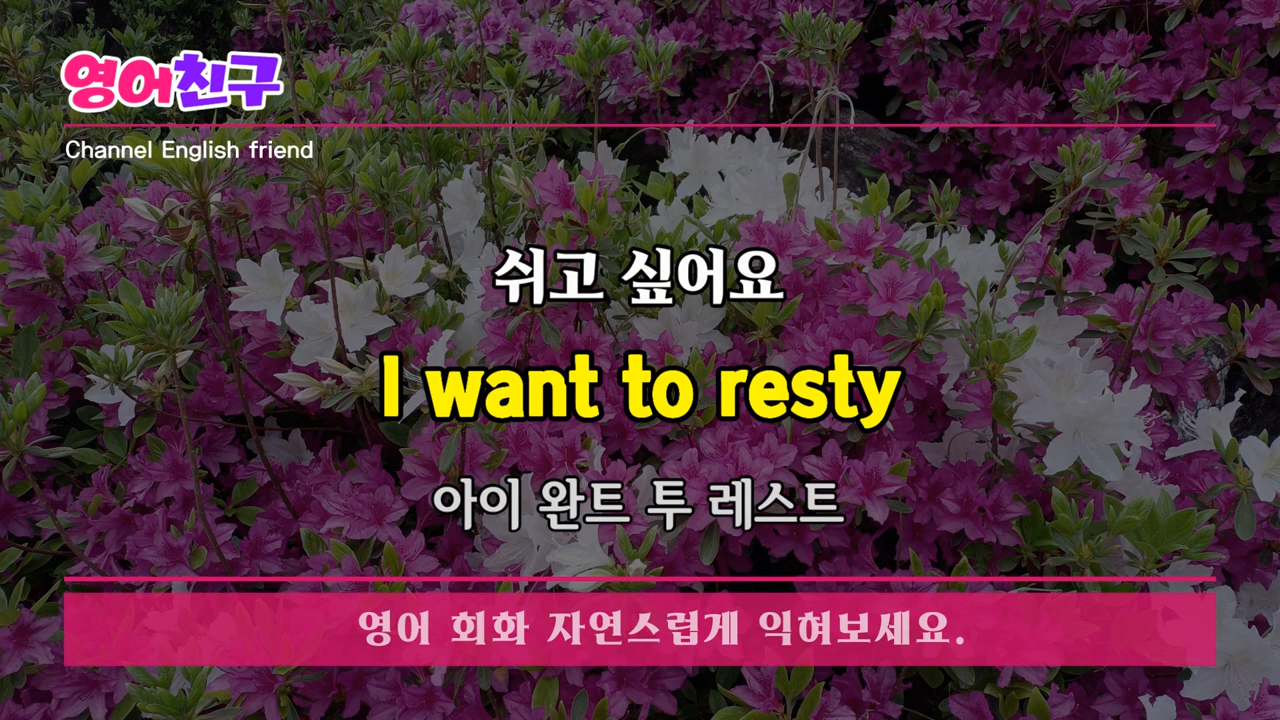 영어친구
Channel English friend
쉬고 싶어요
I want to resty
아이 완트 투 레스트
영어 회화 자연스럽게 익혀보세요.